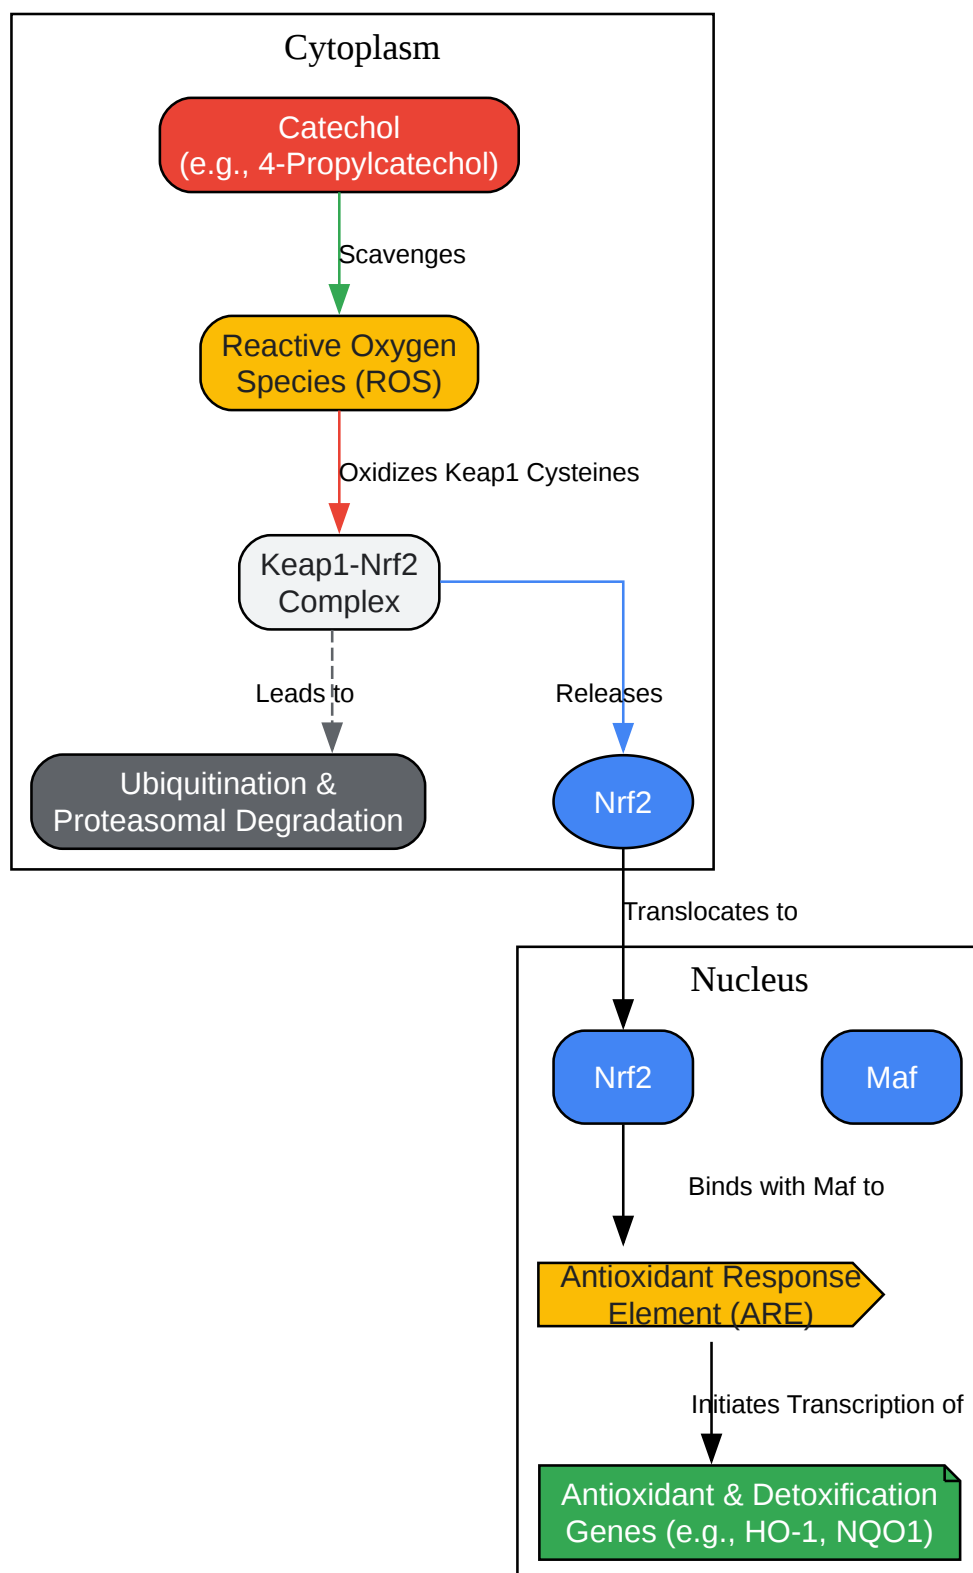 Cytoplasm
Catechol
(e.g., 4-Propylcatechol)
Scavenges
Reactive Oxygen
Species (ROS)
Oxidizes Keap1 Cysteines
Keap1-Nrf2
Complex
Leads to
Releases
Ubiquitination &
Proteasomal Degradation
Nrf2
Translocates to
Nucleus
Nrf2
Maf
Binds with Maf to
Antioxidant Response
Element (ARE)
Initiates Transcription of
Antioxidant & Detoxification
Genes (e.g., HO-1, NQO1)